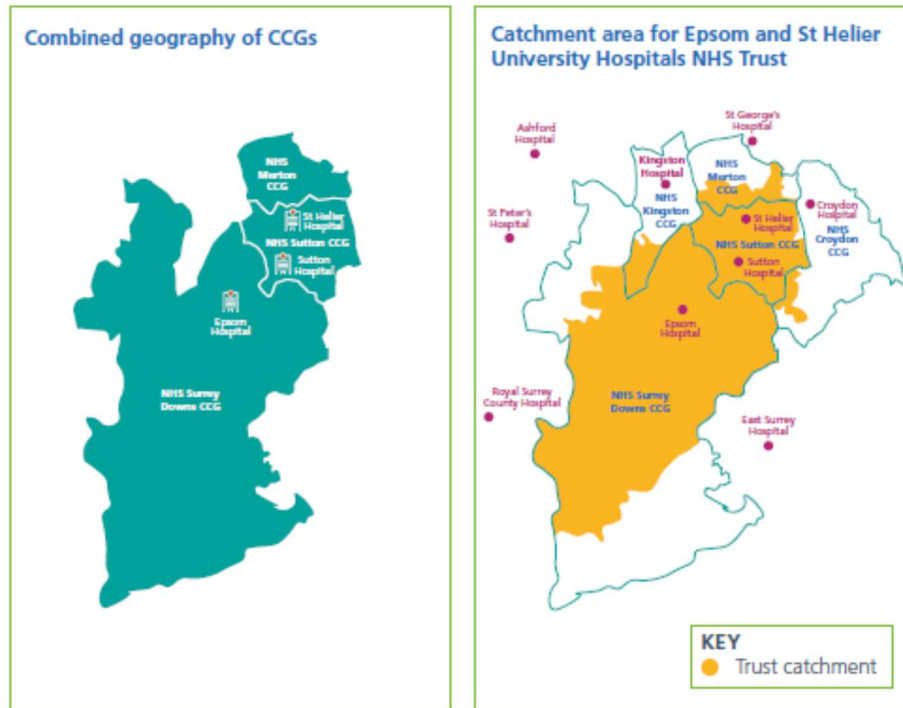 Combined geography of CCGs
NHS
Merton
CCG
St Helier
Hospital
NHS Sutton CCG
Sutton
Hospital
Epsom
Hospital
NHS Surrey
Downs CCG
Catchment area for Epsom and St Helier
University Hospitals NHS Trust
St George's
Hospital
Ashford
Hospital
Kingston
Hospital
NHS
Merton
CCG
NHS
Kingston
CCG
St Peter's
Hospital
St Helier
Hospital
Croydon
Hospital
NHS
Croydon
CCG
NHS Sutton CCG
Sutton
Hospital
Epsom
Hospital
Royal Surrey
County Hospital
NHS Surrey
Downs CCG
East Surrey
Hospital
KEY
Trust catchment